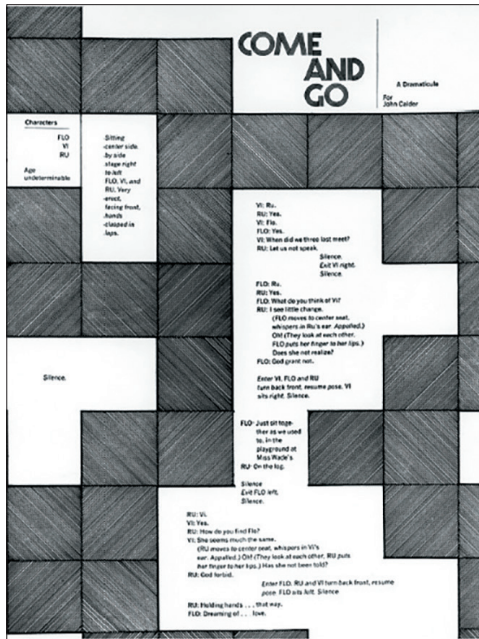 COME
AND
GO
A Dramaticule
For
John Calder
Characters
FLO
VI
RU
Age
undeterminable
Sitting
center side
by side
stage right
to left
FLO, VI, and
RU. Very
erect,
facing front,
hands
clasped in
laps.
VI: Ru.
RU: Yes.
VI: Flo.
FLO: Yes.
VI: When did we three last meet?
RU: Let us not speak.
Silence.
Exit VI right.
Silence.
FLO: Ru.
RU: Yes.
FLO: What do you think of Vi?
RU: I see little change.
(FLO moves to center seat,
whispers in Ru's ear. Appalled.)
Oh! (They look at each other.
FLO puts her finger to her lips.)
Does she not realize?
FLO: God grant not.
Enter VI. FLO and RU
turn back front, resume pose. VI
sits right. Silence.
Silence.
FLO: Just sit toge-
ther as we used
to, in the
playground at
Miss Wade's.
RU: On the log.
Silence
Exit FLO left.
Silence.
RU: Vi.
VI: Yes.
RU: How do you find Flo?
VI: She seems much the same.
(RU moves to center seat, whispers in Vi's
ear. Appalled.) Oh! (They look at each other. RU puts
her finger to her lips.) Has she not been told?
RU: God forbid.
Enter FLO. RU and VI turn back front, resume
pose. FLO sits left. Silence
RU: Holding hands . . . that way.
FLO: Dreaming of . . . love.